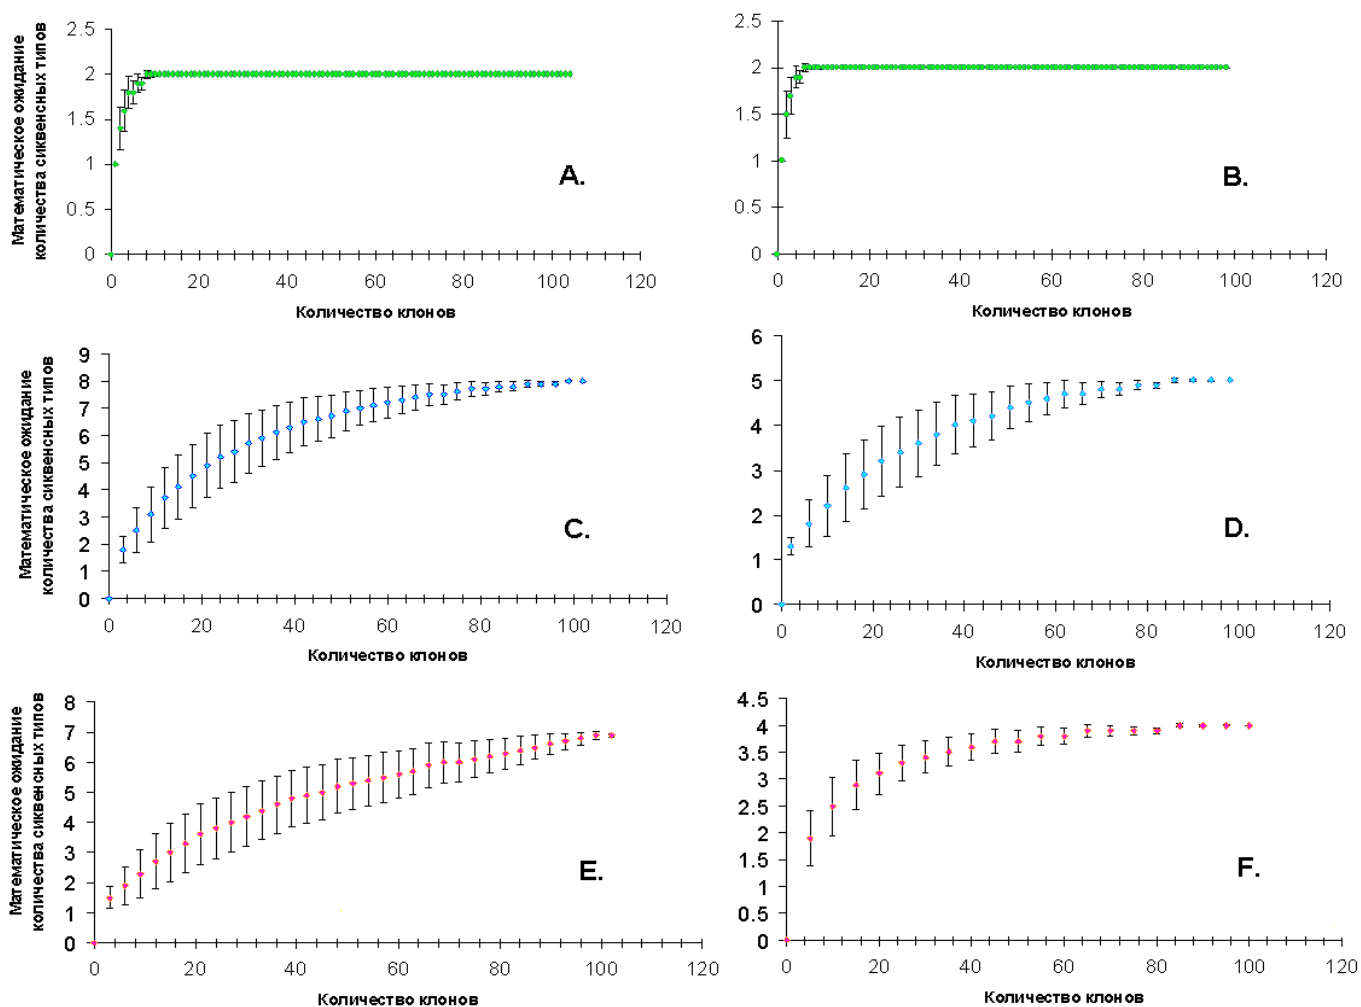 Математическое ожидание
количества сиквенсных типов
2.5
2
1.5
1
0.5
0
0 20 40 60 80 100 120
Количество клонов
A.
2.5
2
1.5
1
0.5
0
0 20 40 60 80 100 120
Количество клонов
B.
Математическое ожидание
количества сиквенсных типов
9
8
7
6
5
4
3
2
1
0
0 20 40 60 80 100 120
Количество клонов
C.
6
5
4
3
2
1
0
0 20 40 60 80 100 120
Количество клонов
D.
Математическое ожидание
количества сиквенсных типов
8
7
6
5
4
3
2
1
0
0 20 40 60 80 100 120
Количество клонов
E.
4.5
4
3.5
3
2.5
2
1.5
1
0.5
0
0 20 40 60 80 100 120
Количество клонов
F.